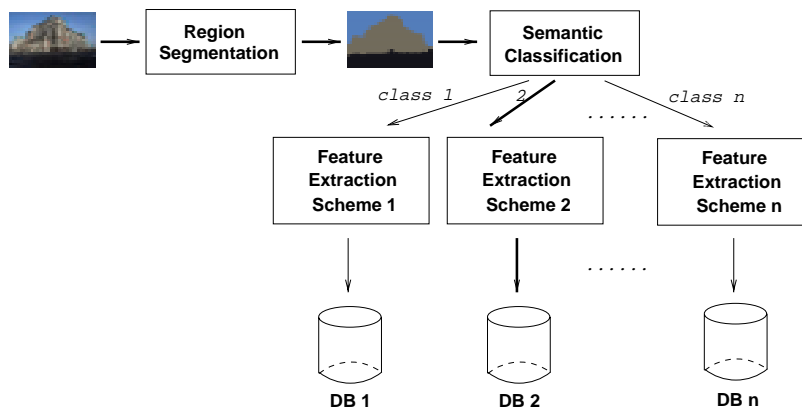 Region
Segmentation
Semantic
Classification
class 1
2
class n
......
Feature
Extraction
Scheme 1
Feature
Extraction
Scheme 2
Feature
Extraction
Scheme n
......
DB 1
DB 2
DB n